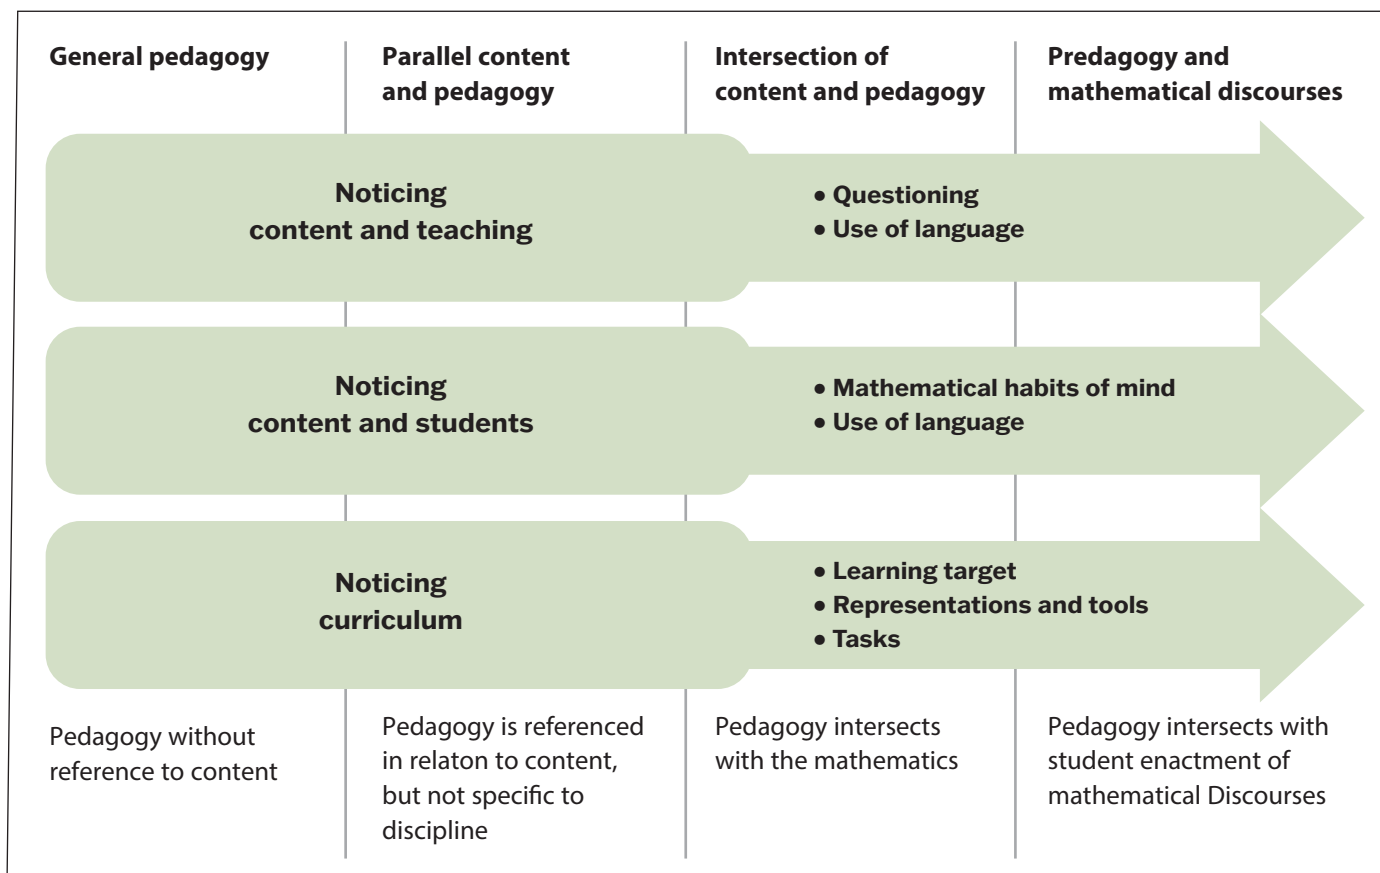 General pedagogy
Parallel content
and pedagogy
Intersection of
content and pedagogy
Predagogy and
mathematical discourses
Noticing
content and teaching
• Questioning
• Use of language
Noticing
content and students
• Mathematical habits of mind
• Use of language
Noticing
curriculum
• Learning target
• Representations and tools
• Tasks
Pedagogy without
reference to content
Pedagogy is referenced
in relaton to content,
but not specific to
discipline
Pedagogy intersects
with the mathematics
Pedagogy intersects with
student enactment of
mathematical Discourses